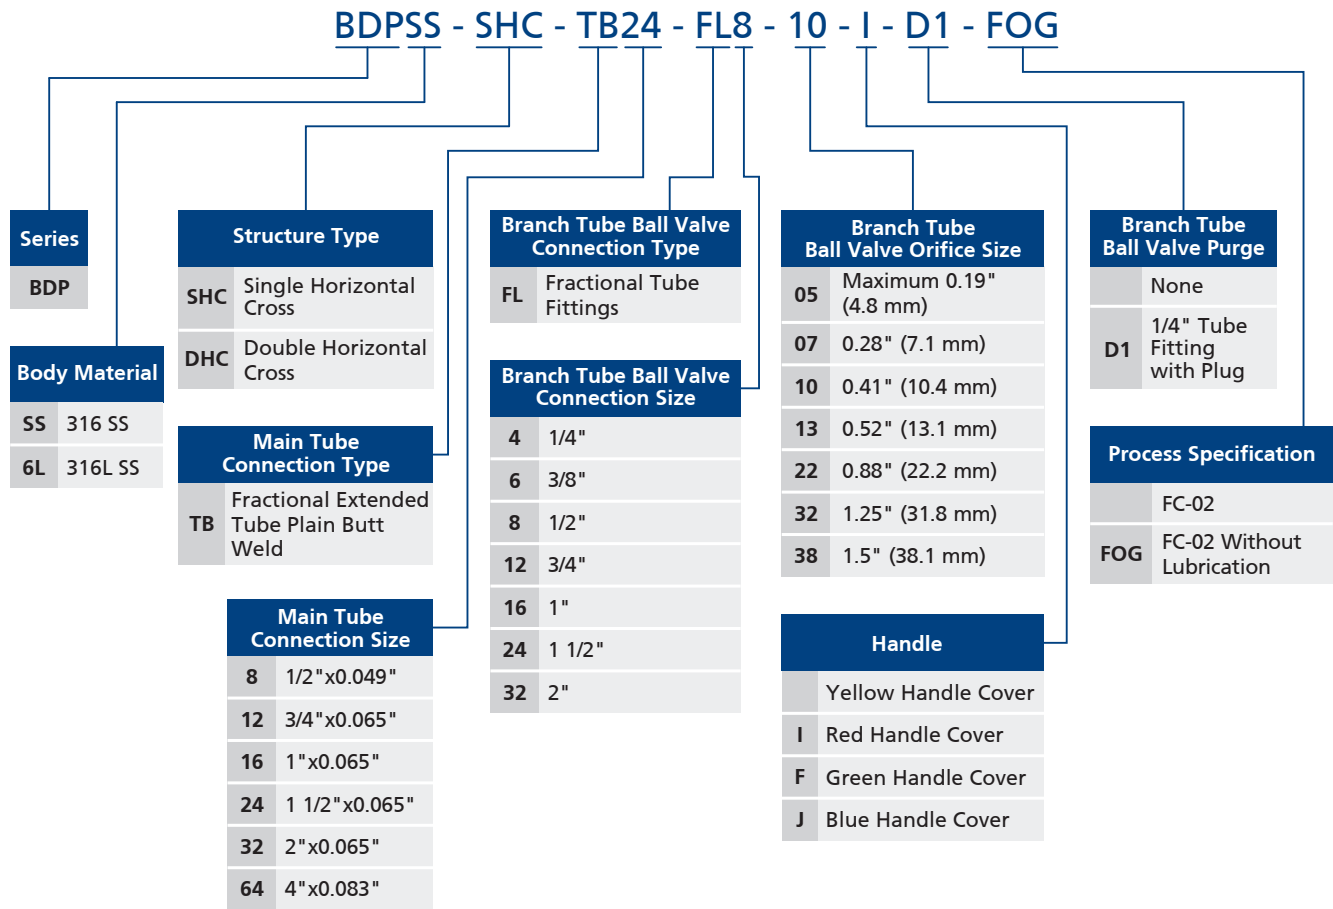 BDPSS - SHC - TB24 - FL8 - 10 - I - D1 - FOG
Series
BDP
Body Material
SS 316 SS
6L 316L SS
Structure Type
SHC Single Horizontal
Cross
DHC Double Horizontal
Cross
Main Tube
Connection Type
TB Fractional Extended
Tube Plain Butt
Weld
Main Tube
Connection Size
8 1/2"x0.049"
12 3/4"x0.065"
16 1"x0.065"
24 1 1/2"x0.065"
32 2"x0.065"
64 4"x0.083"
Branch Tube Ball Valve
Connection Type
FL Fractional Tube
Fittings
Branch Tube Ball Valve
Connection Size
4 1/4"
6 3/8"
8 1/2"
12 3/4"
16 1"
24 1 1/2"
32 2"
Branch Tube
Ball Valve Orifice Size
05 Maximum 0.19"
(4.8 mm)
07 0.28" (7.1 mm)
10 0.41" (10.4 mm)
13 0.52" (13.1 mm)
22 0.88" (22.2 mm)
32 1.25" (31.8 mm)
38 1.5" (38.1 mm)
Handle
Yellow Handle Cover
I Red Handle Cover
F Green Handle Cover
J Blue Handle Cover
Branch Tube
Ball Valve Purge
None
D1 1/4" Tube
Fitting
with Plug
Process Specification
FC-02
FOG FC-02 Without
Lubrication